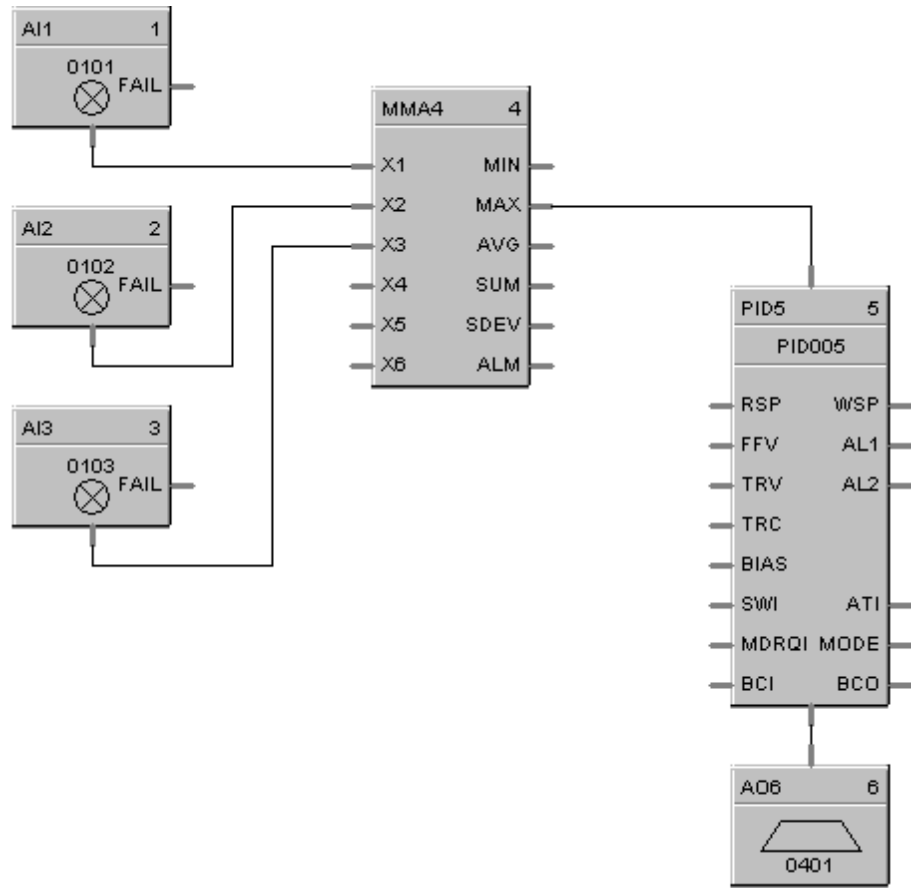 AI1 1
0101
FAIL
AI2 2
0102
FAIL
AI3 3
0103
FAIL
MMA4 4
X1 MIN
X2 MAX
X3 AVG
X4 SUM
X5 SDEV
X6 ALM
PID5 5
PID005
RSP WSP
FFV AL1
TRV AL2
TRC
BIAS
SWI ATI
MDRQI MODE
BCI BCO
AO6 6
0401